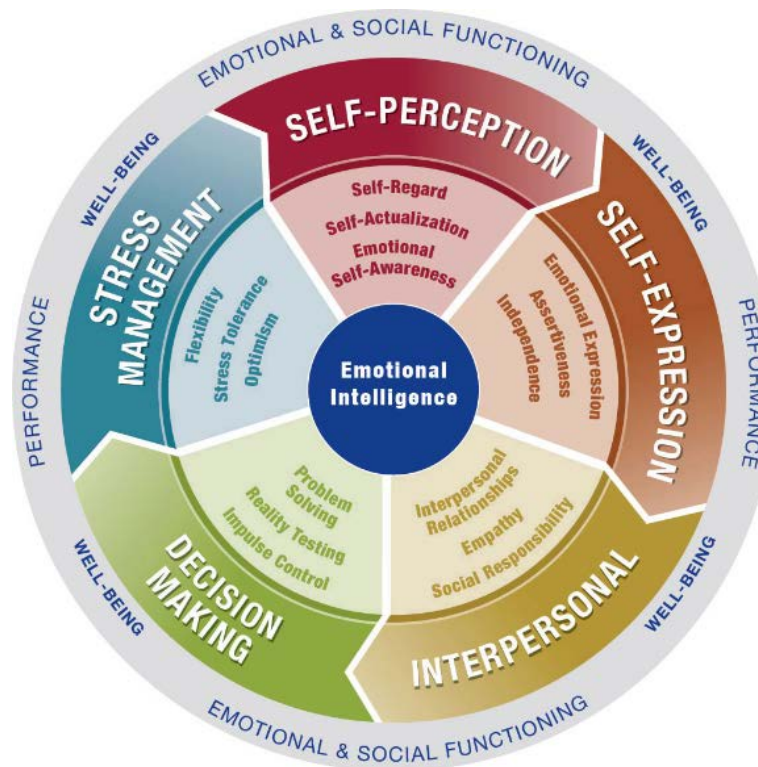 EMOTIONAL & SOCIAL FUNCTIONING
WELL-BEING
WELL-BEING
PERFORMANCE
PERFORMANCE
WELL-BEING
WELL-BEING
EMOTIONAL & SOCIAL FUNCTIONING
SELF-PERCEPTION
Self-Regard
Self-Actualization
Emotional
Self-Awareness
SELF-EXPRESSION
Emotional Expression
Assertiveness
Independence
INTERPERSONAL
Interpersonal
Relationships
Empathy
Social Responsibility
DECISION
MAKING
Problem
Solving
Reality Testing
Impulse Control
STRESS
MANAGEMENT
Flexibility
Stress Tolerance
Optimism
Emotional
Intelligence